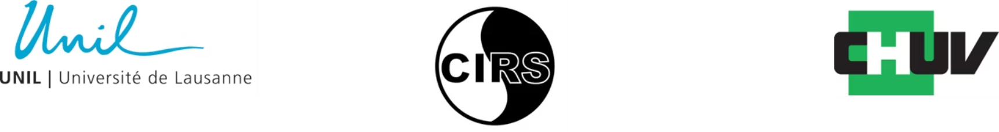 Unil
UNIL | Université de Lausanne
CIRS
CHUV